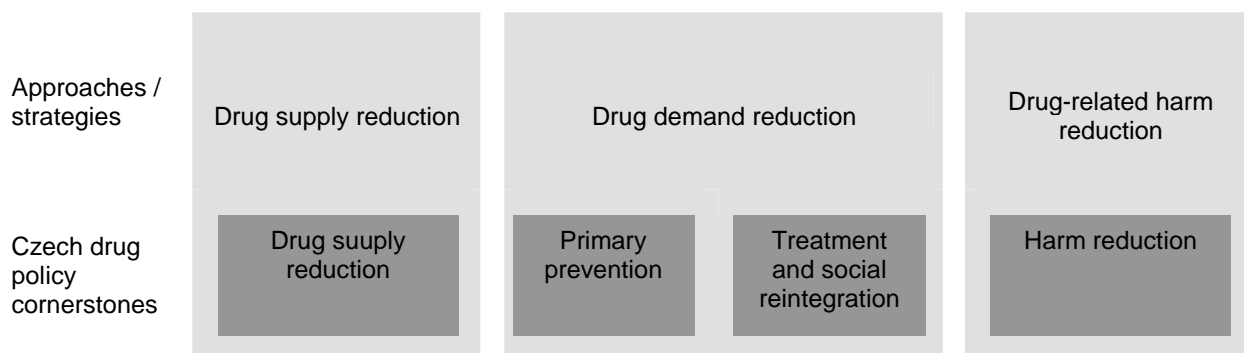 Approaches /
strategies
Drug supply reduction
Drug demand reduction
Drug-related harm
reduction
Czech drug
policy
cornerstones
Drug suuply
reduction
Primary
prevention
Treatment
and social
reintegration
Harm reduction